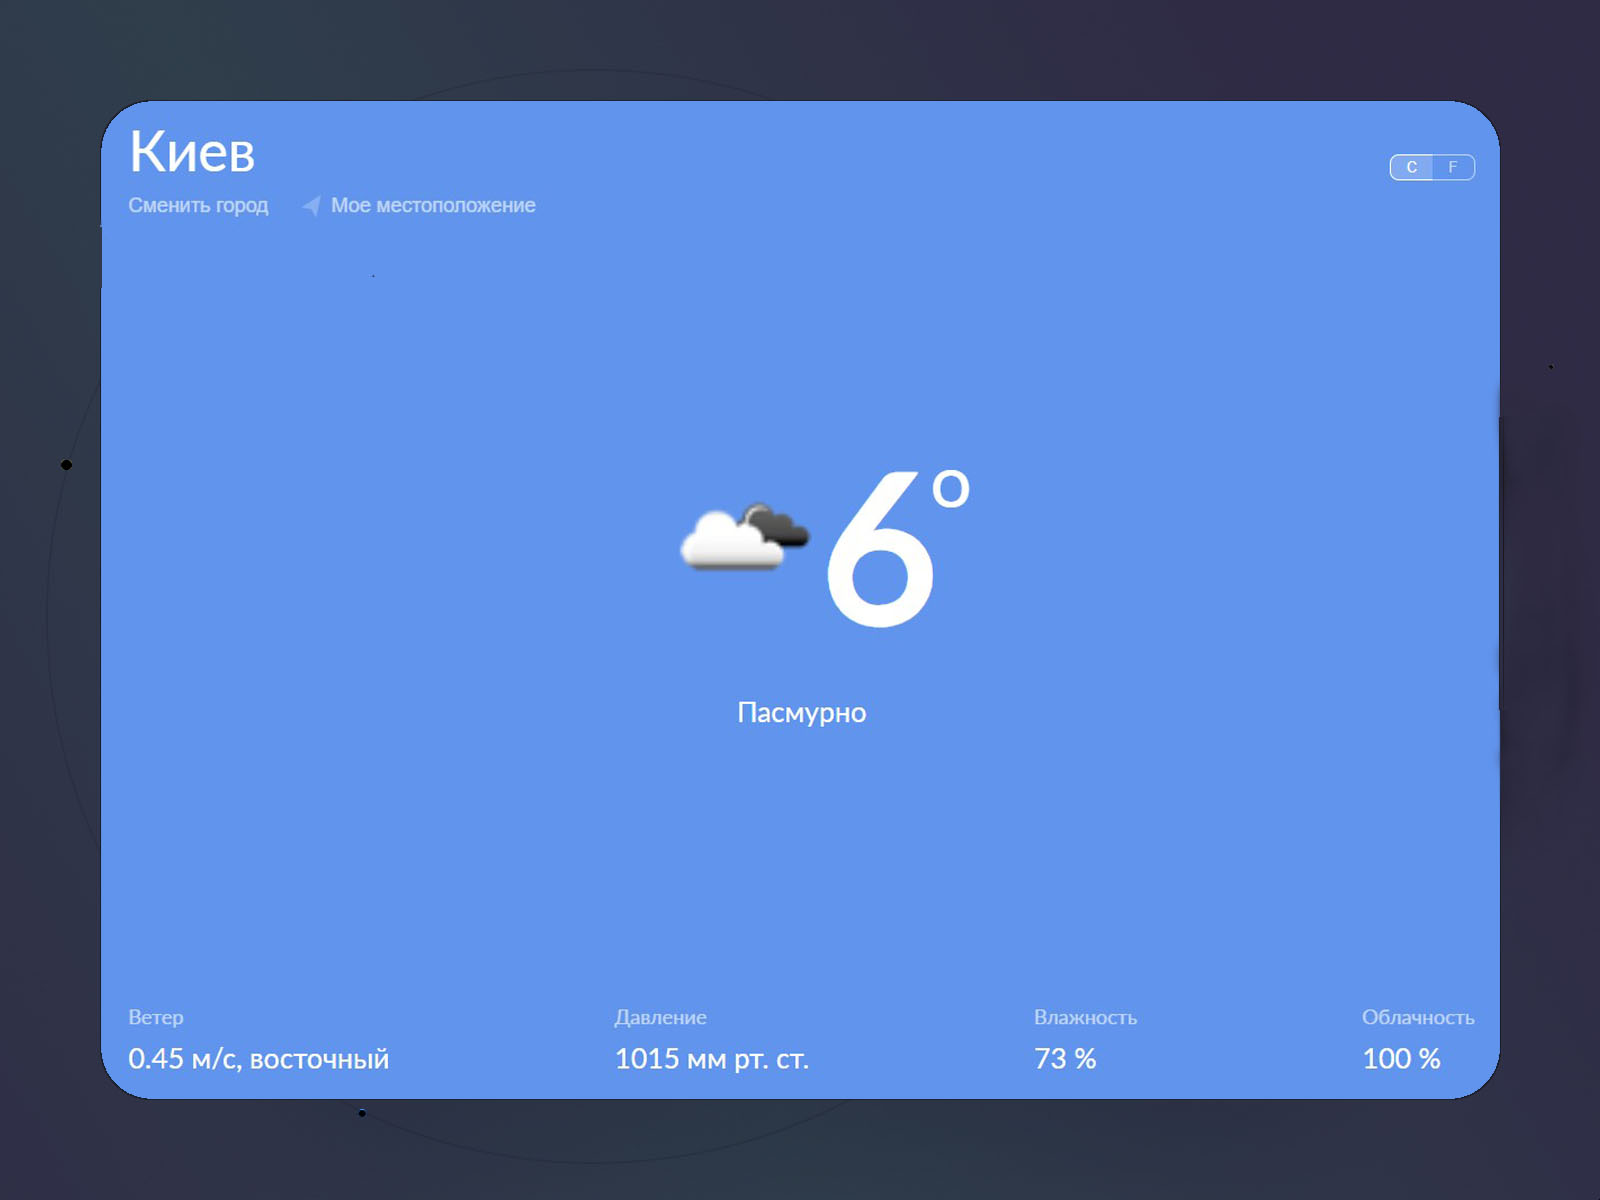 Киев
C F
Сменить город Мое местоположение
6°
Пасмурно
Ветер Давление Влажность Облачность
0.45 м/с, восточный 1015 мм рт. ст. 73 % 100 %